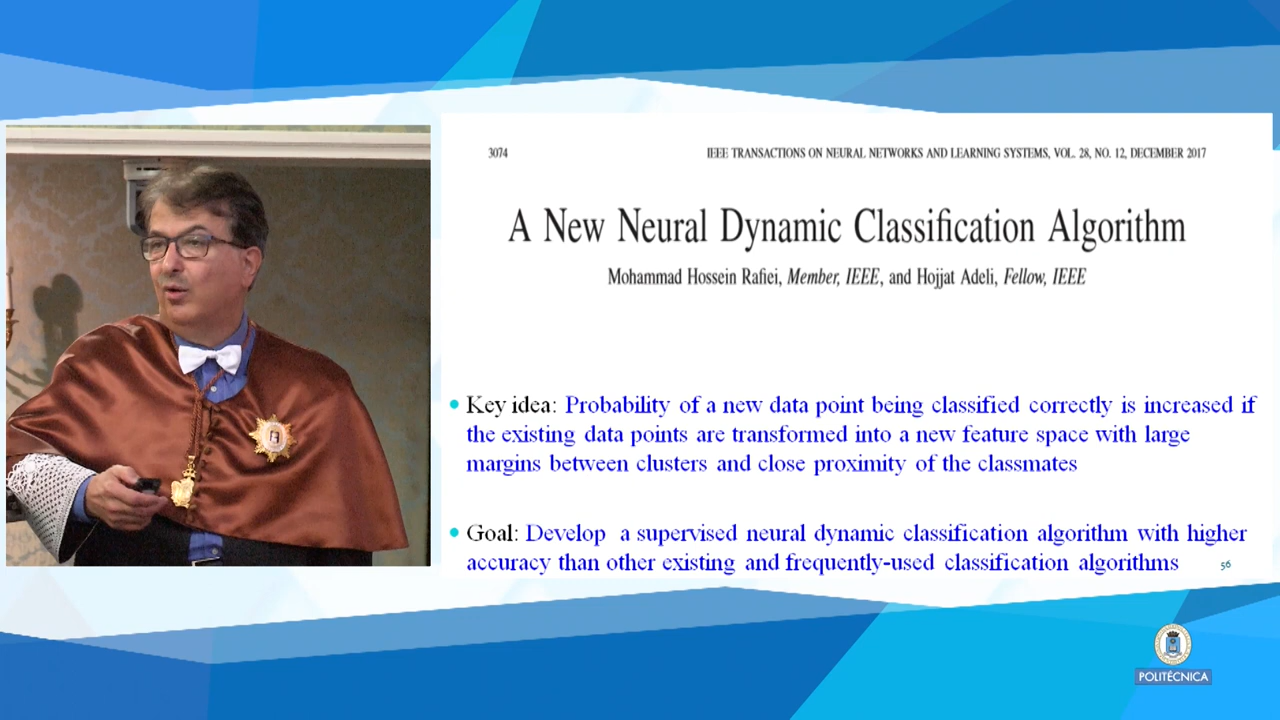 3074
IEEE TRANSACTIONS ON NEURAL NETWORKS AND LEARNING SYSTEMS, VOL. 28, NO. 12, DECEMBER 2017
A New Neural Dynamic Classification Algorithm
Mohammad Hossein Rafiei, Member, IEEE, and Hojjat Adeli, Fellow, IEEE
• Key idea: Probability of a new data point being classified correctly is increased if
the existing data points are transformed into a new feature space with large
margins between clusters and close proximity of the classmates
• Goal: Develop a supervised neural dynamic classification algorithm with higher
accuracy than other existing and frequently-used classification algorithms
56
POLITÉCNICA